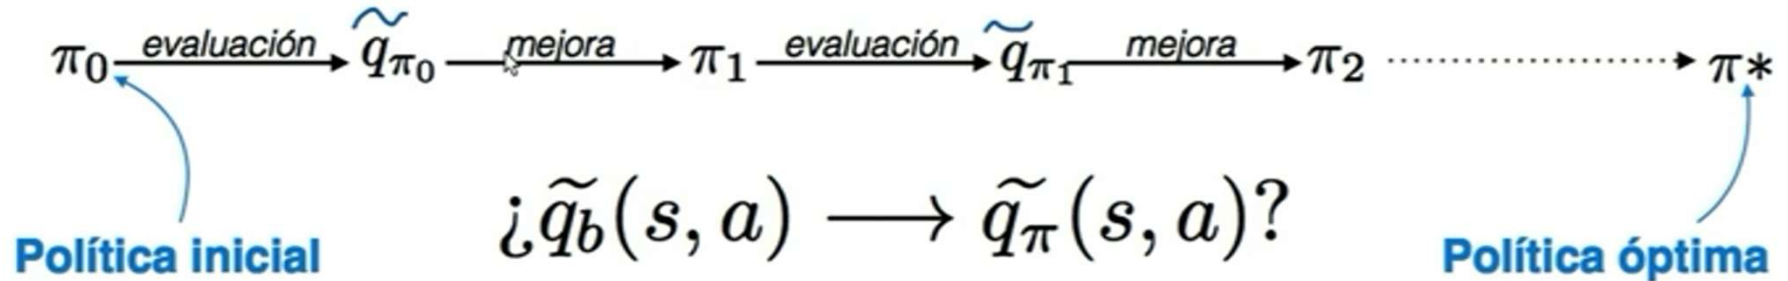 π₀ evaluación q̃π₀ mejora π₁ evaluación q̃π₁ mejora π₂ π*
¿q̃b(s, a) ⟶ q̃π(s, a)?
Política inicial Política óptima